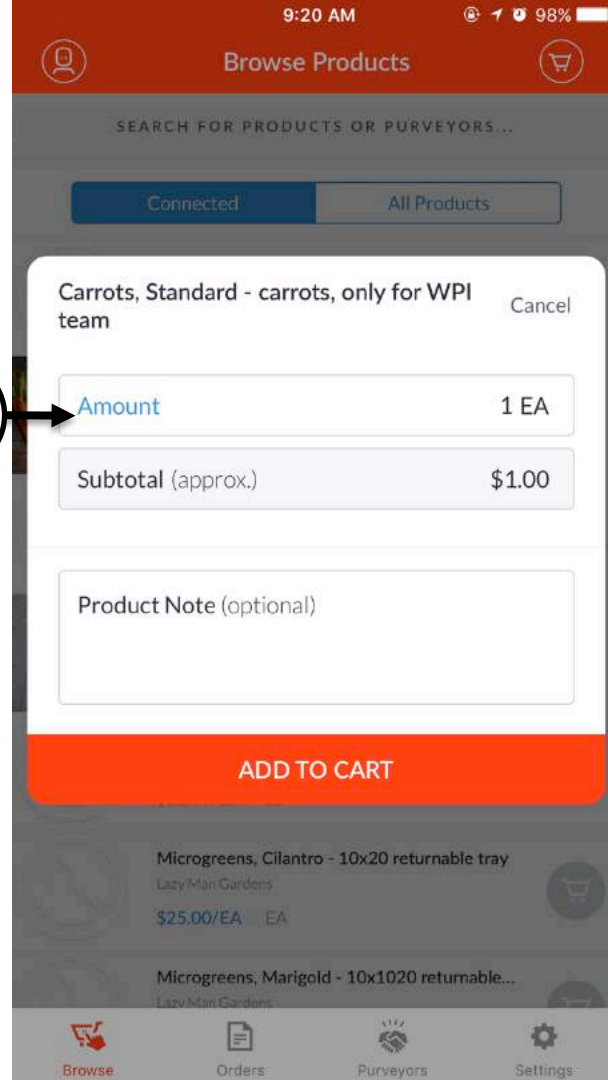 9:20 AM 98%
Browse Products
SEARCH FOR PRODUCTS OR PURVEYORS...
Connected All Products
Carrots, Standard - carrots, only for WPI
team
Cancel
Amount 1 EA
Subtotal (approx.) $1.00
Product Note (optional)
ADD TO CART
Microgreens, Cilantro - 10x20 returnable tray
Lazy Man Gardens
$25.00/EA EA
Microgreens, Marigold - 10x1020 returnable...
Lazy Man Gardens
Browse Orders Purveyors Settings